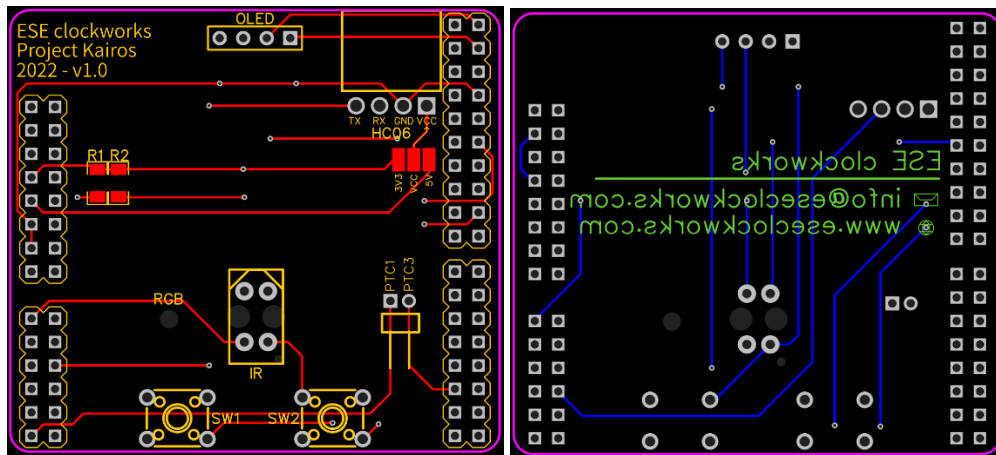 OLED
ESE clockworks
Project Kairos
2022 - v1.0
TX RX GND VCC
HC06
R1 R2
3V3
VCC
5V
PTC1
PTC3
RGB
IR
SW1
SW2
ESE clockworks
info@eseclockworks.com
www.eseclockworks.com